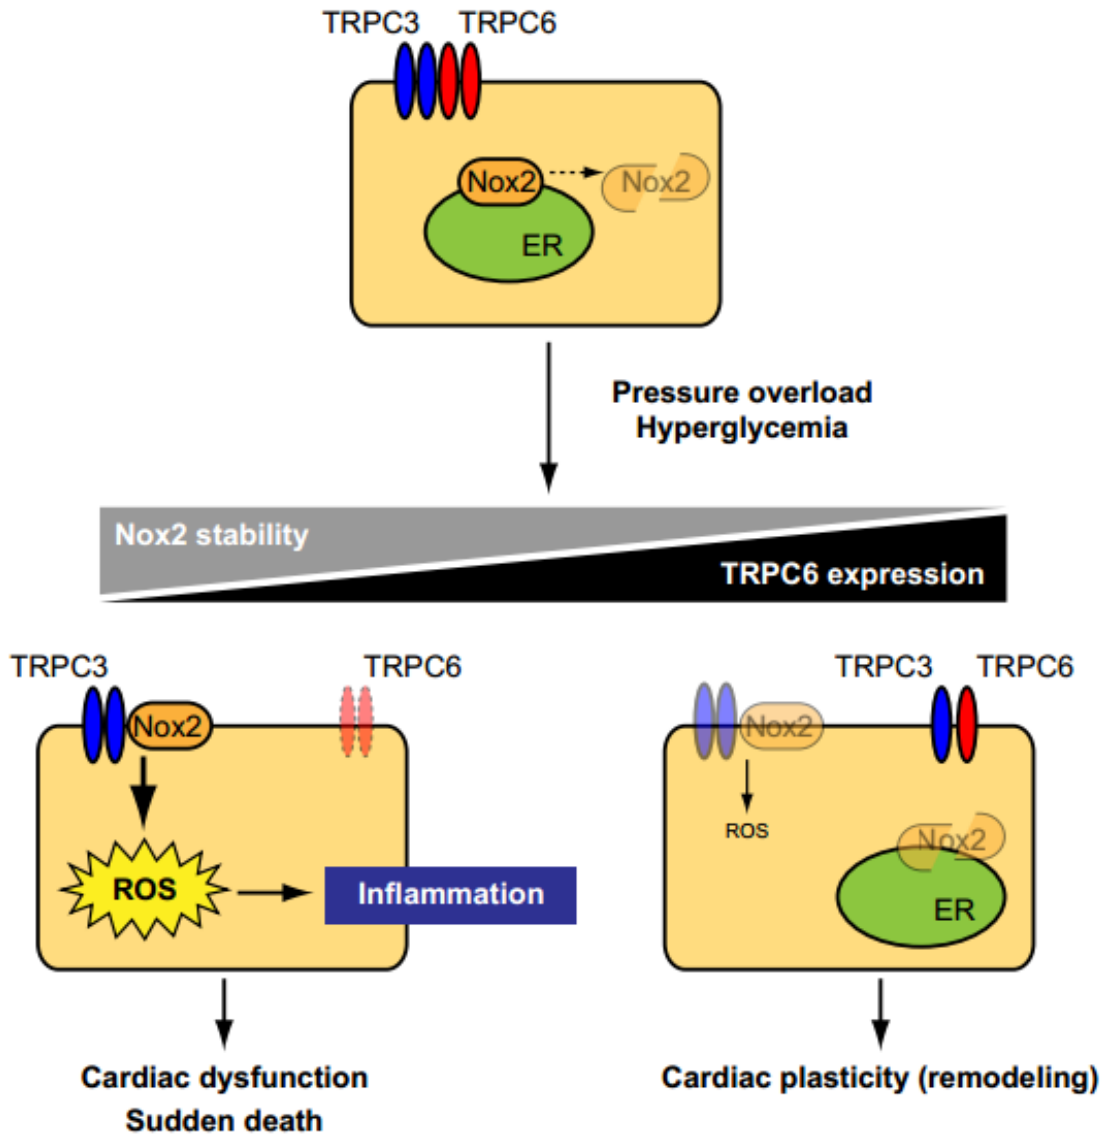 TRPC3 TRPC6
Nox2 Nox2
ER
Pressure overload
Hyperglycemia
Nox2 stability
TRPC6 expression
TRPC3 TRPC6
Nox2
ROS
Inflammation
Cardiac dysfunction
Sudden death
TRPC3 TRPC6
Nox2
ROS
Nox2
ER
Cardiac plasticity (remodeling)